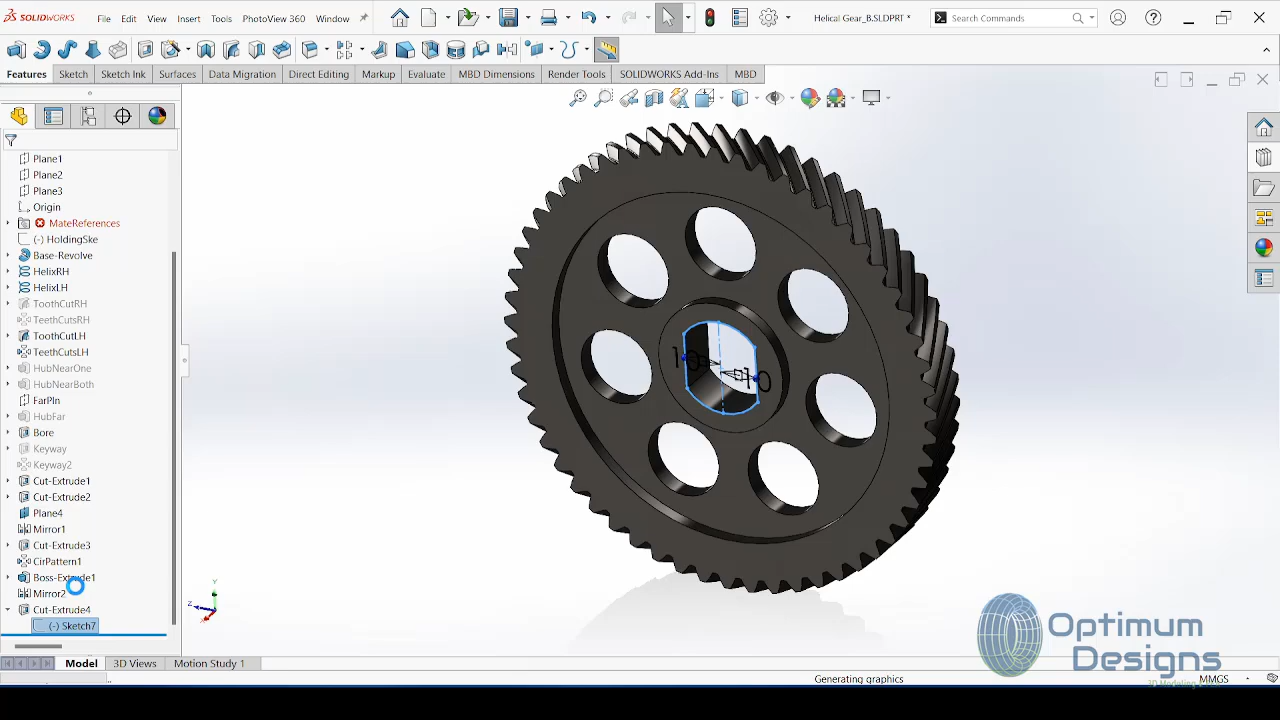 SOLIDWORKS File Edit View Insert Tools PhotoView 360 Window Helical Gear_B.SLDPRT * Search Commands
Features Sketch Sketch Ink Surfaces Data Migration Direct Editing Markup Evaluate MBD Dimensions Render Tools SOLIDWORKS Add-Ins MBD
Plane1
Plane2
Plane3
Origin
MateReferences
(-) HoldingSke
Base-Revolve
HelixRH
HelixLH
ToothCutRH
TeethCutsRH
ToothCutLH
TeethCutsLH
HubNearOne
HubNearBoth
FarPln
HubFar
Bore
Keyway
Keyway2
Cut-Extrude1
Cut-Extrude2
Plane4
Mirror1
Cut-Extrude3
CirPattern1
Boss-Extrude1
Mirror2
Cut-Extrude4
(-) Sketch7
10
10
Y
Z
Optimum
Designs
Model 3D Views Motion Study 1
Generating graphics MMGS